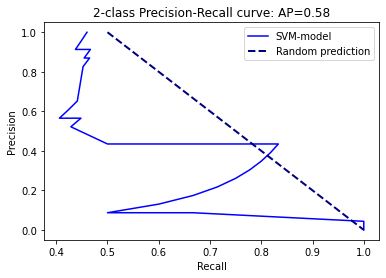 2-class Precision-Recall curve: AP=0.58
SVM-model
Random prediction
1.0
0.8
0.6
0.4
0.2
0.0
Precision
0.4
0.5
0.6
0.7
0.8
0.9
1.0
Recall